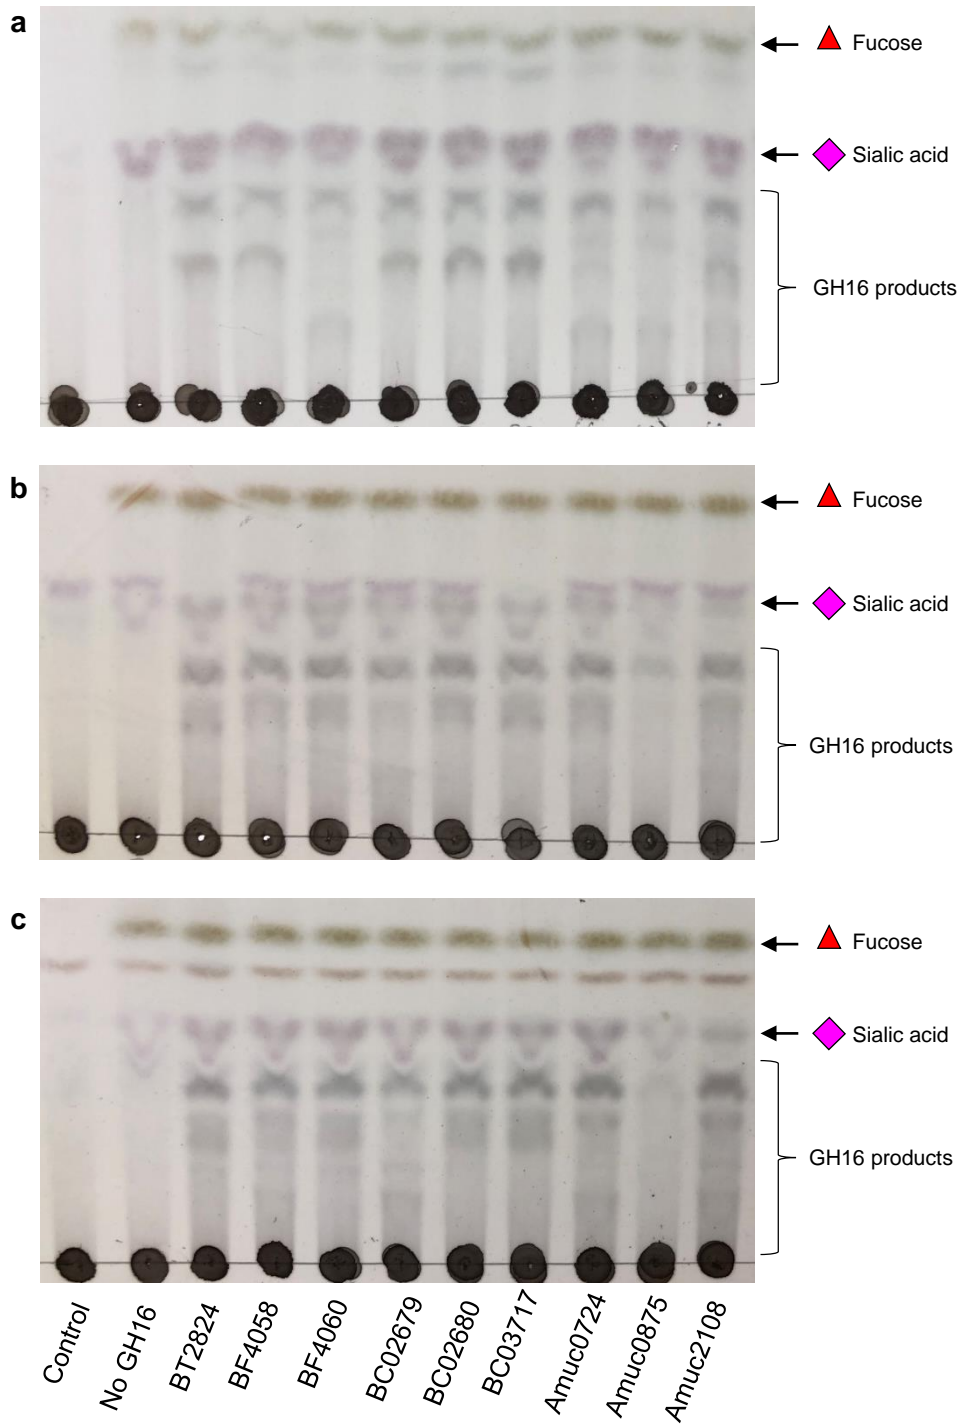 a
Fucose
Sialic acid
GH16 products
b
Fucose
Sialic acid
GH16 products
c
Fucose
Sialic acid
GH16 products
Control
No GH16
BT2824
BF4058
BF4060
BC02679
BC02680
BC03717
Amuc0724
Amuc0875
Amuc2108